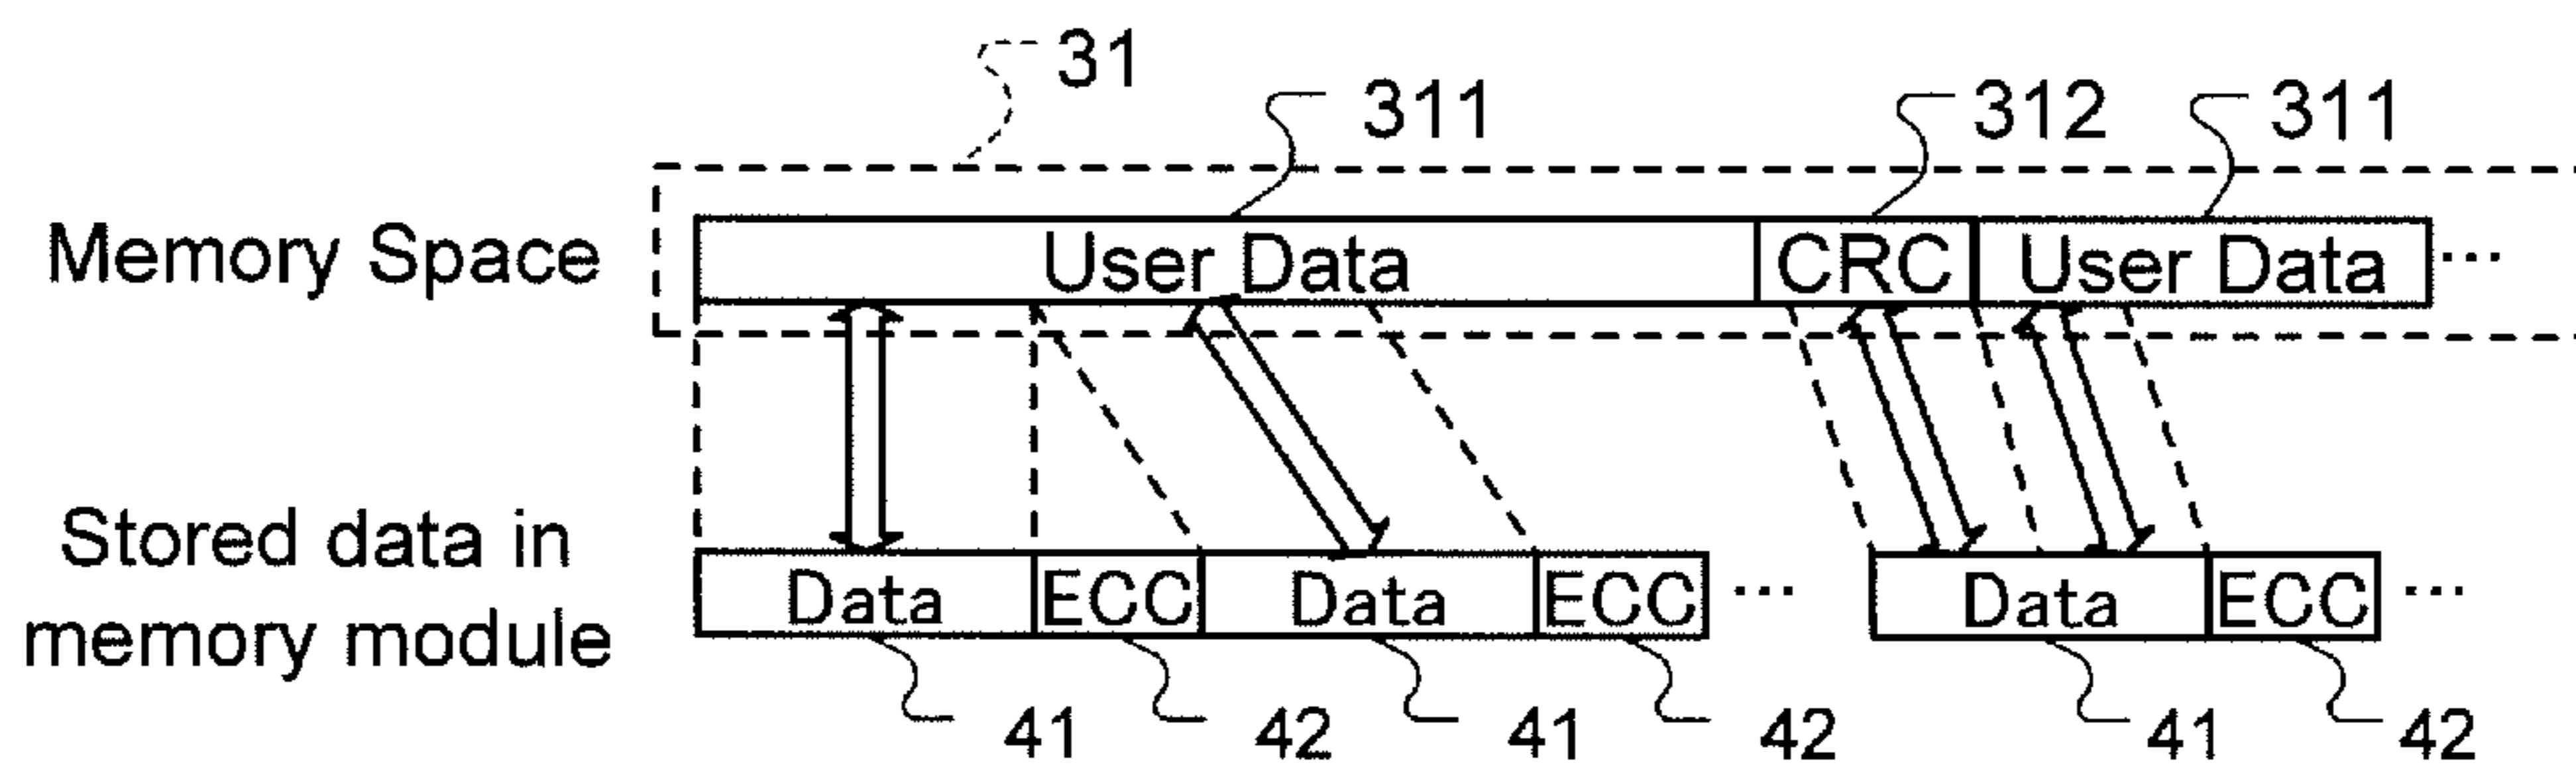 31
311 312 311
Memory Space User Data CRC User Data ...
Stored data in
memory module
Data ECC Data ECC ... Data ECC ...
41 42 41 42 41 42